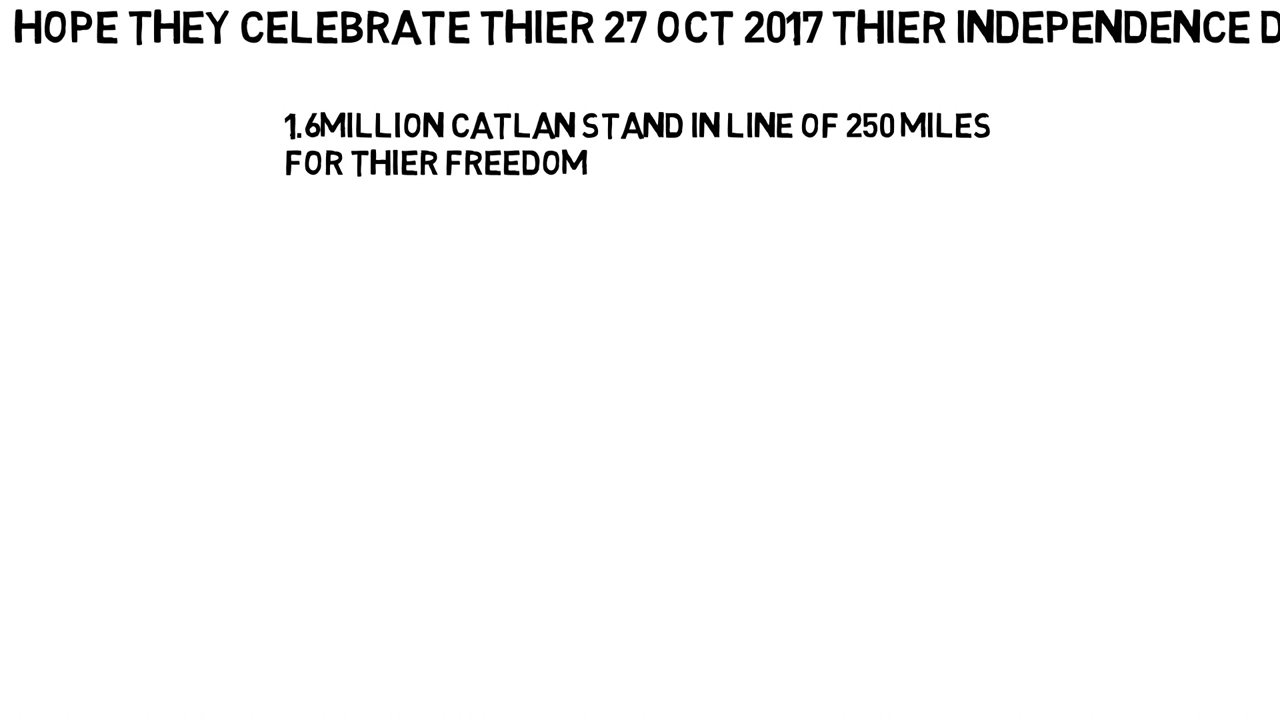 HOPE THEY CELEBRATE THIER 27 OCT 2017 THIER INDEPENDENCE D
1.6MILLION CATLAN STAND IN LINE OF 250 MILES
FOR THIER FREEDOM